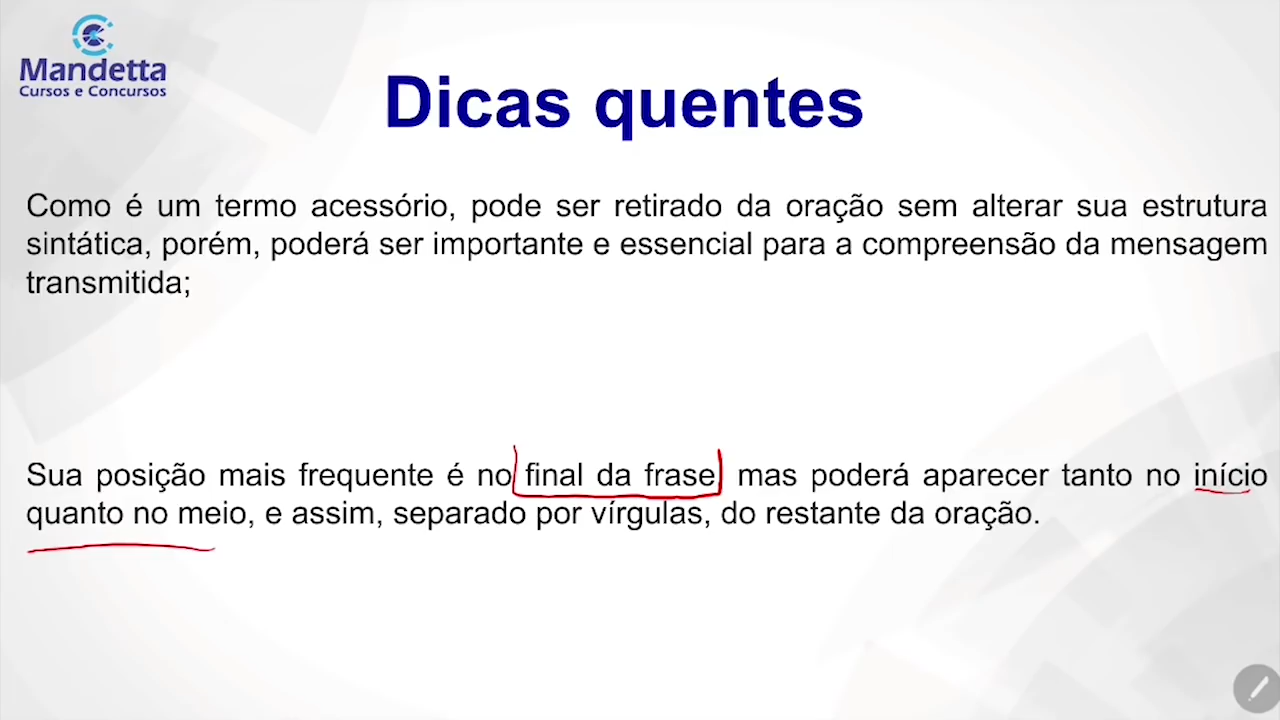 Mandetta
Cursos e Concursos
Dicas quentes
Como é um termo acessório, pode ser retirado da oração sem alterar sua estrutura
sintática, porém, poderá ser importante e essencial para a compreensão da mensagem
transmitida;
Sua posição mais frequente é no final da frase, mas poderá aparecer tanto no início
quanto no meio, e assim, separado por vírgulas, do restante da oração.